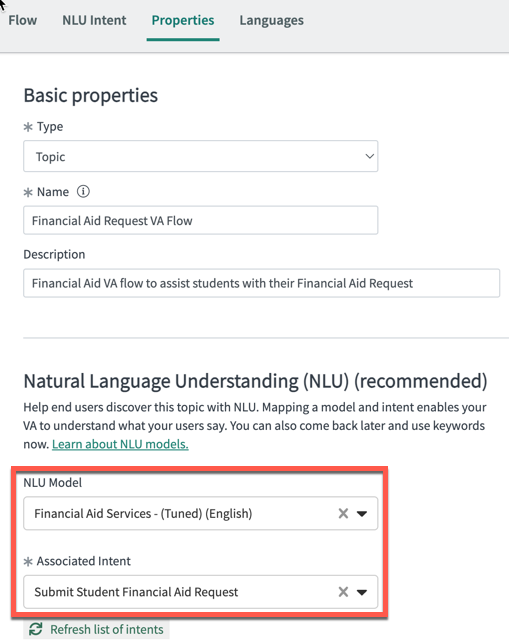 Flow NLU Intent Properties Languages
Basic properties
* Type
Topic
* Name
Financial Aid Request VA Flow
Description
Financial Aid VA flow to assist students with their Financial Aid Request
Natural Language Understanding (NLU) (recommended)
Help end users discover this topic with NLU. Mapping a model and intent enables your
VA to understand what your users say. You can also come back later and use keywords
now. Learn about NLU models.
NLU Model
Financial Aid Services - (Tuned) (English)
* Associated Intent
Submit Student Financial Aid Request
Refresh list of intents